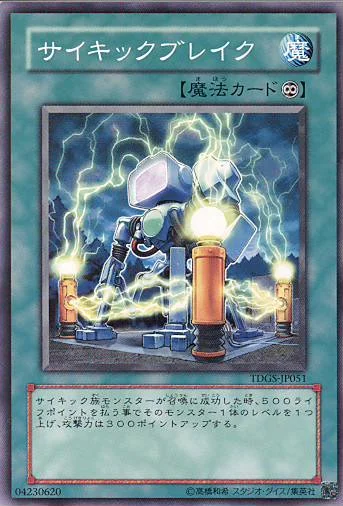 サイキックブレイク
魔
【魔法カード∞】
TDGS-JP051
サイキック族モンスターが召喚に成功した時、５００ライ
フポイントを払う事でそのモンスター１体のレベルを１つ
上げ、攻撃力は３００ポイントアップする。
04230620
©高橋和希 スタジオ・ダイス/集英社